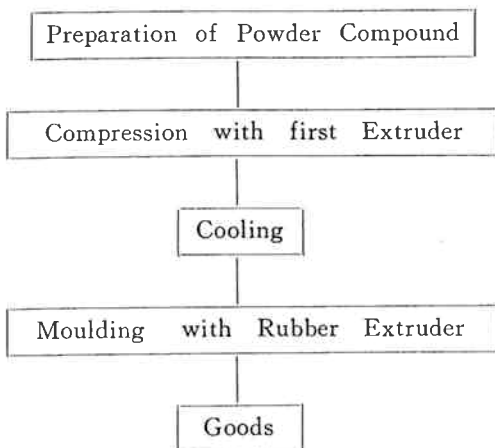 Preparation of Powder Compound
Compression with first Extruder
Cooling
Moulding with Rubber Extruder
Goods